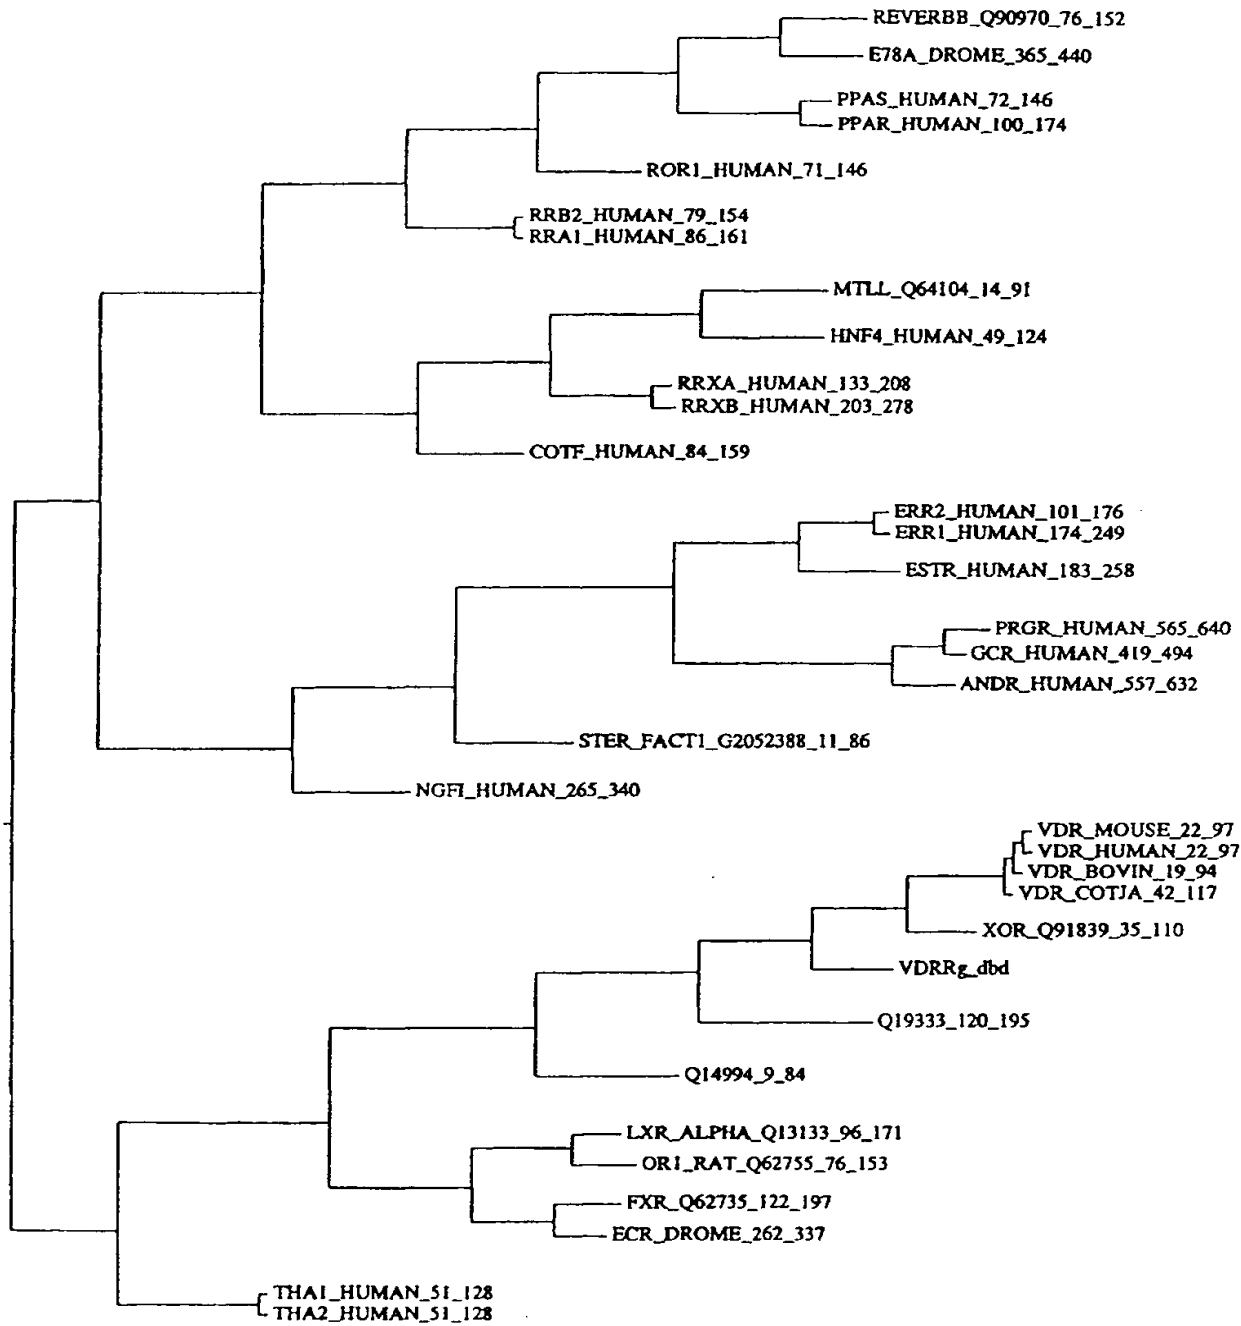 REVERBB_Q90970_76_152
E78A_DROME_365_440
PPAS_HUMAN_72_146
PPAR_HUMAN_100_174
ROR1_HUMAN_71_146
RRB2_HUMAN_79_154
RRA1_HUMAN_86_161
MTLL_Q64104_14_91
HNF4_HUMAN_49_124
RRXA_HUMAN_133_208
RRXB_HUMAN_203_278
COTF_HUMAN_84_159
ERR2_HUMAN_101_176
ERR1_HUMAN_174_249
ESTR_HUMAN_183_258
PRGR_HUMAN_565_640
GCR_HUMAN_419_494
ANDR_HUMAN_557_632
STER_FACT1_G2052388_11_86
NGFI_HUMAN_265_340
VDR_MOUSE_22_97
VDR_HUMAN_22_97
VDR_BOVIN_19_94
VDR_COTJA_42_117
XOR_Q91839_35_110
VDRRg_dbd
Q19333_120_195
Q14994_9_84
LXR_ALPHA_Q13133_96_171
OR1_RAT_Q62755_76_153
FXR_Q62735_122_197
ECR_DROME_262_337
THA1_HUMAN_51_128
THA2_HUMAN_51_128